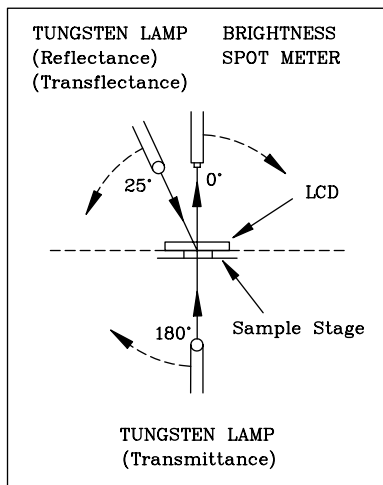 TUNGSTEN LAMP
(Reflectance)
(Transflectance)
BRIGHTNESS
SPOT METER
25°
0°
LCD
180°
Sample Stage
TUNGSTEN LAMP
(Transmittance)